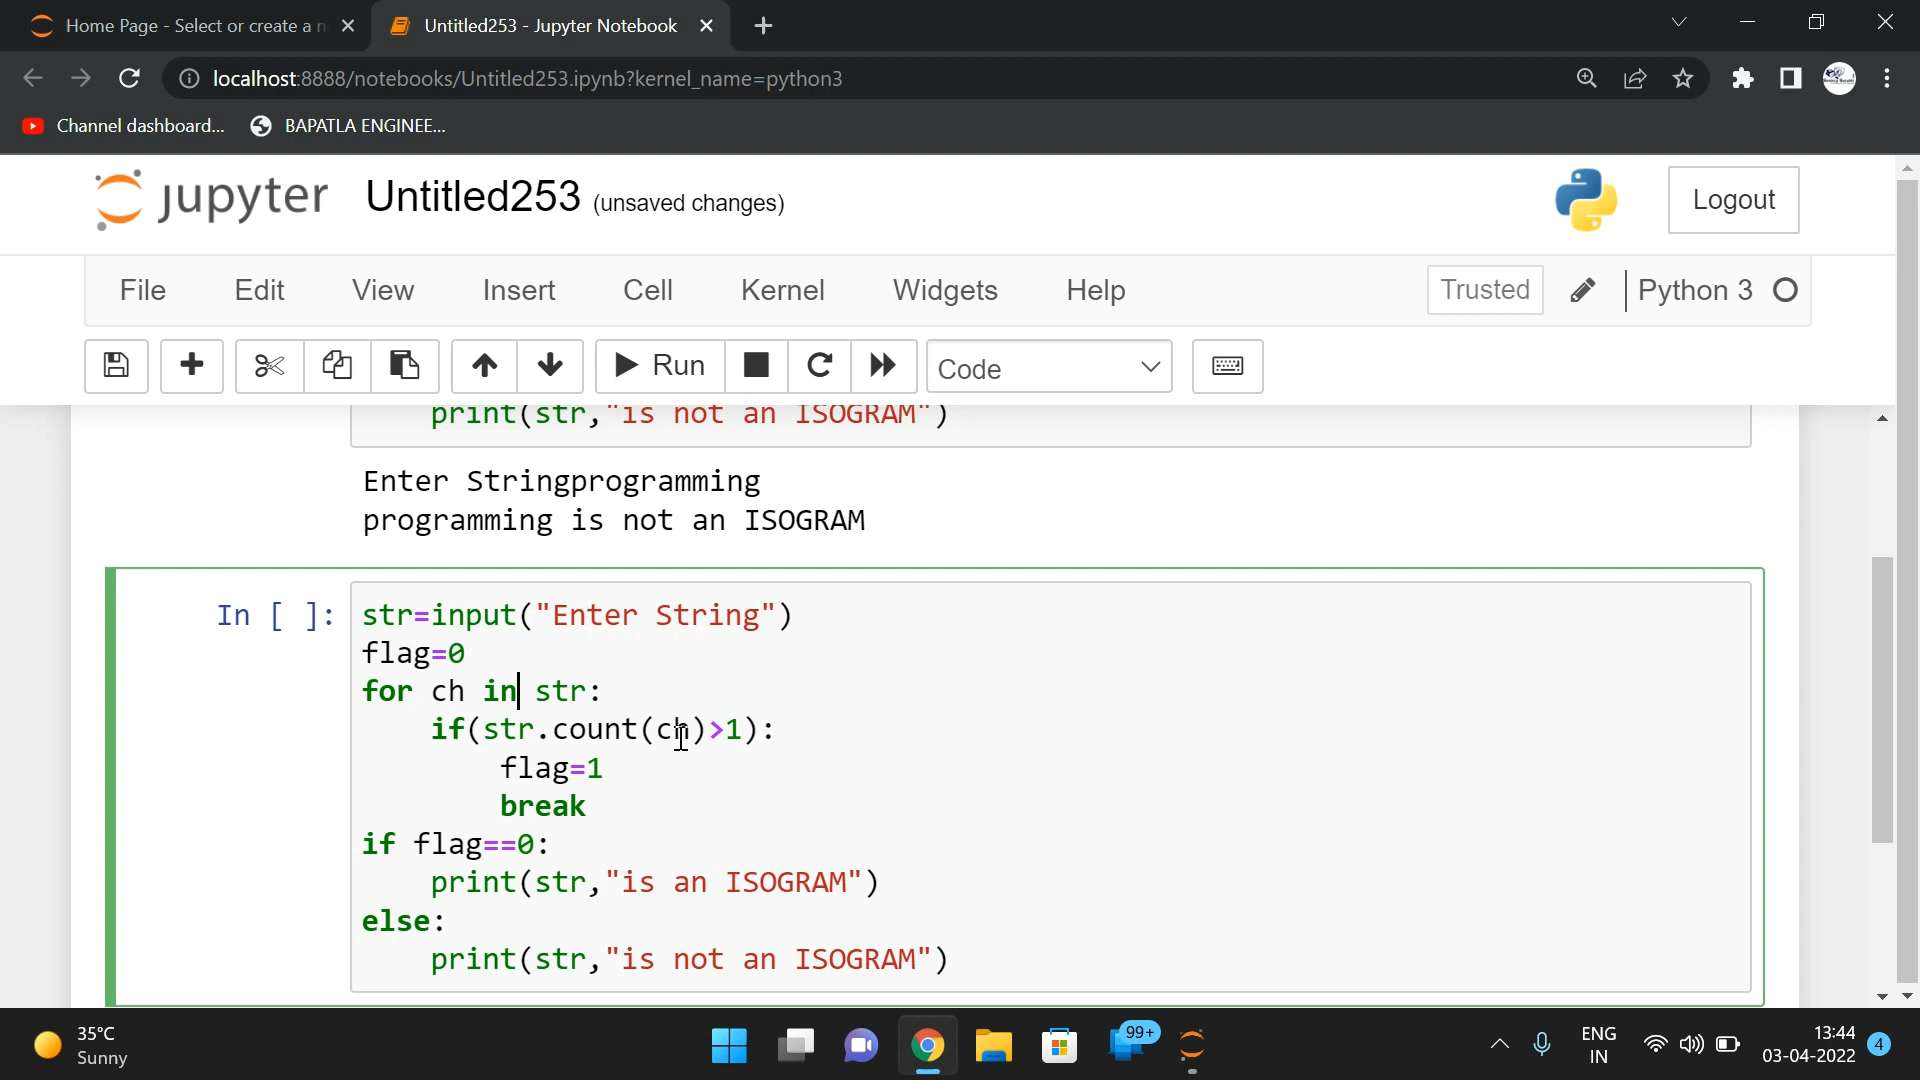 Home Page - Select or create a n
Untitled253 - Jupyter Notebook
localhost:8888/notebooks/Untitled253.ipynb?kernel_name=python3
Channel dashboard...
BAPATLA ENGINEE...
jupyter Untitled253 (unsaved changes)
Logout
File Edit View Insert Cell Kernel Widgets Help Trusted Python 3
Run Code
print(str,"is not an ISOGRAM")
Enter Stringprogramming
programming is not an ISOGRAM
In [ ]: str=input("Enter String")
flag=0
for ch in str:
if(str.count(ch)>1):
flag=1
break
if flag==0:
print(str,"is an ISOGRAM")
else:
print(str,"is not an ISOGRAM")
35°C
Sunny
99+
ENG
IN
13:44
03-04-2022
4